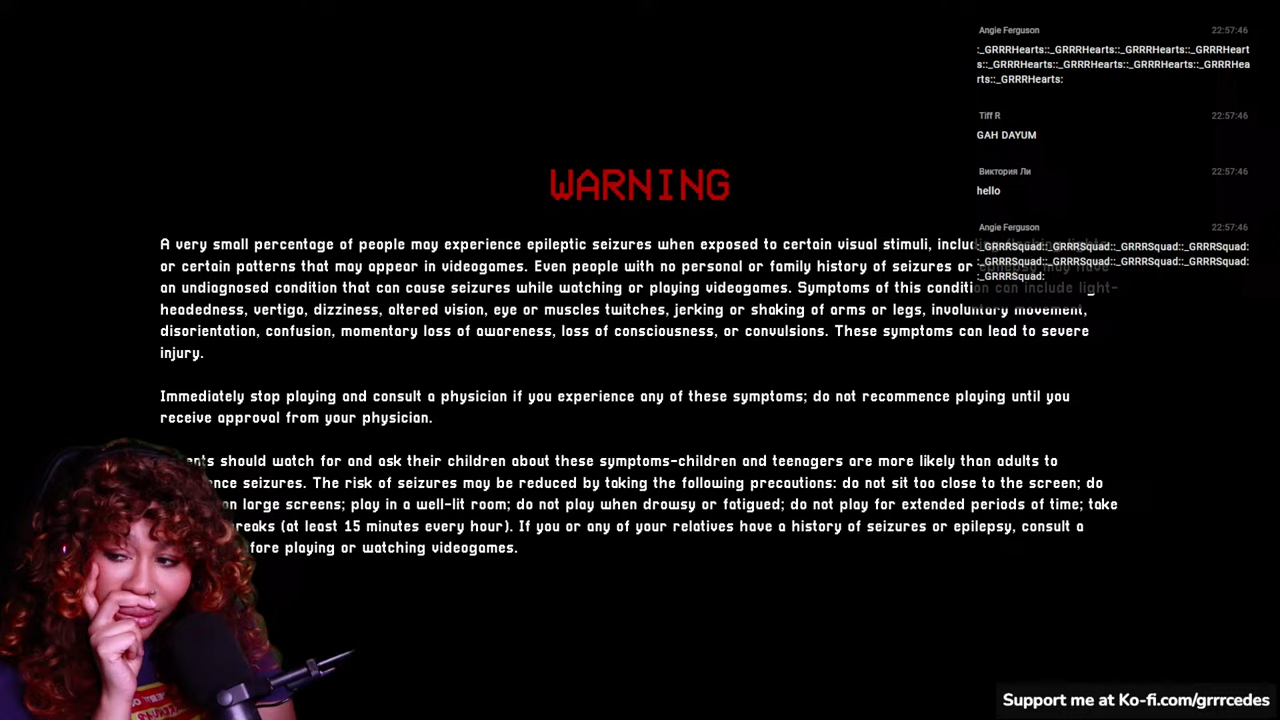 Angie Ferguson 22:57:46
:_GRRRHearts::_GRRRHearts::_GRRRHearts::_GRRRHeart
s::_GRRRHearts::_GRRRHearts::_GRRRHearts::_GRRRHea
rts::_GRRRHearts:
Tiff R 22:57:46
GAH DAYUM
Виктория Ли 22:57:46
hello
Angie Ferguson 22:57:46
:_GRRRSquad::_GRRRSquad::_GRRRSquad::_GRRRSquad:
:_GRRRSquad::_GRRRSquad::_GRRRSquad::_GRRRSquad:
:_GRRRSquad:
WARNING
A very small percentage of people may experience epileptic seizures when exposed to certain visual stimuli,
or certain patterns that may appear in videogames. Even people with no personal or family history of seizures or epilepsy may have
an undiagnosed condition that can cause seizures while watching or playing videogames. Symptoms of this condition can include light-
headedness, vertigo, dizziness, altered vision, eye or muscles twitches, jerking or shaking of arms or legs, involuntary movement,
disorientation, confusion, momentary loss of awareness, loss of consciousness, or convulsions. These symptoms can lead to severe
injury.
Immediately stop playing and consult a physician if you experience any of these symptoms; do not recommence playing until you
receive approval from your physician.
should watch for and ask their children about these symptoms-children and teenagers are more likely than adults to
seizures. The risk of seizures may be reduced by taking the following precautions: do not sit too close to the screen; do
on large screens; play in a well-lit room; do not play when drowsy or fatigued; do not play for extended periods of time; take
breaks (at least 15 minutes every hour). If you or any of your relatives have a history of seizures or epilepsy, consult a
playing or watching videogames.
Support me at Ko-fi.com/grrrcedes